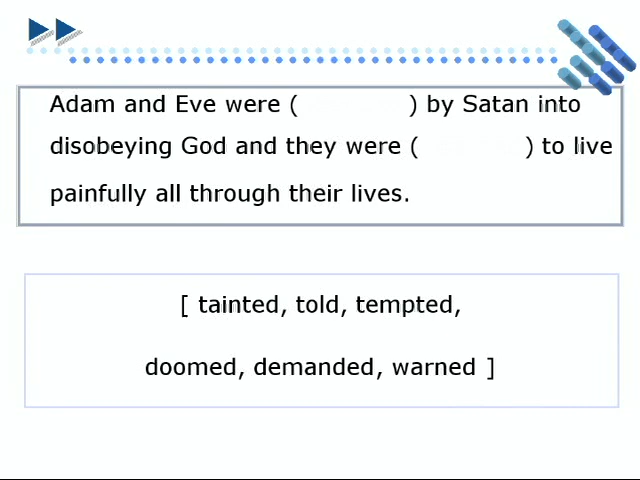 Adam and Eve were ( ) by Satan into
disobeying God and they were ( ) to live
painfully all through their lives.
[ tainted, told, tempted,
doomed, demanded, warned ]